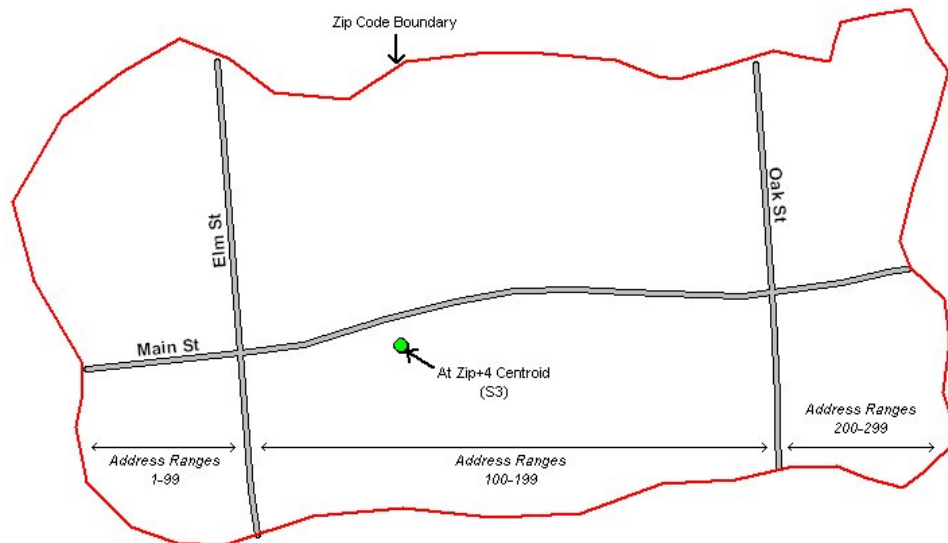 Zip Code Boundary
Elm St
Oak St
Main St
At Zip+4 Centroid
(S3)
Address Ranges
1-99
Address Ranges
100-199
Address Ranges
200-299